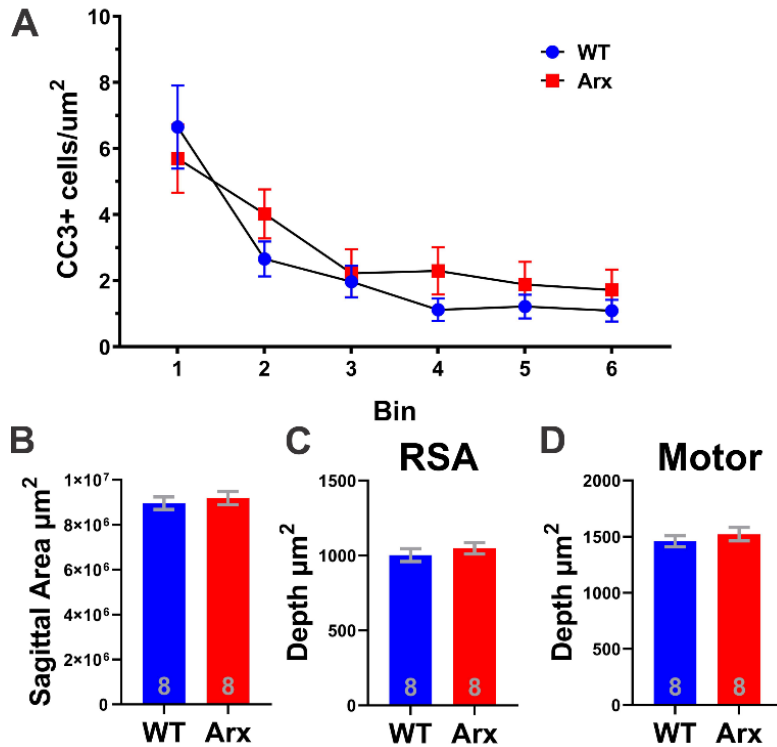 A
10
8
6
4
2
0
CC3+ cells/um²
WT
Arx
1 2 3 4 5 6
Bin
B
1×10⁷
8×10⁶
6×10⁶
4×10⁶
2×10⁶
0
Sagittal Area µm²
8 8
WT Arx
C RSA
1500
1000
500
0
Depth µm²
8 8
WT Arx
D Motor
2000
1500
1000
500
0
Depth µm²
8 8
WT Arx